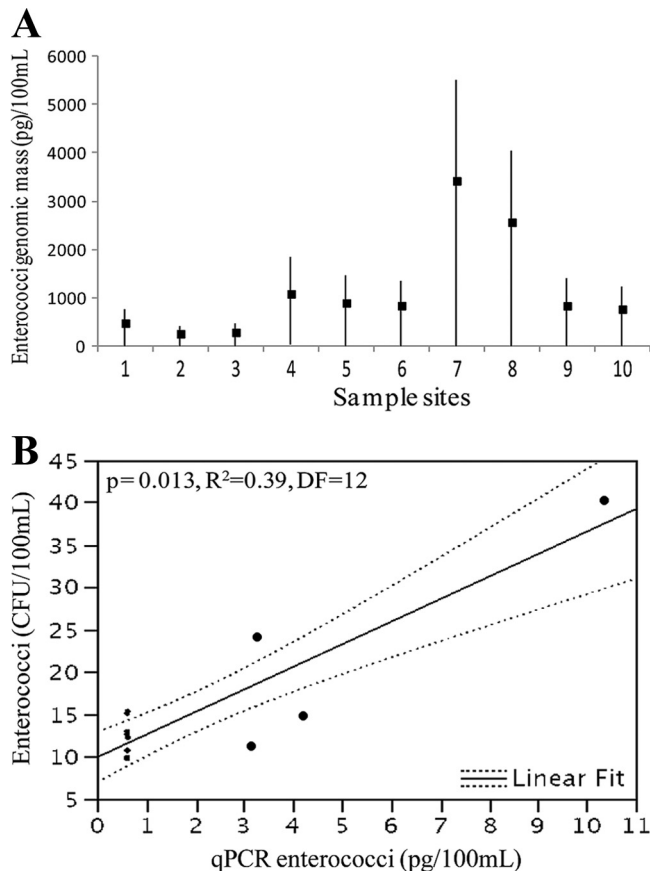 A
Enterococci genomic mass (pg)/100mL
6000
5000
4000
3000
2000
1000
0
1 2 3 4 5 6 7 8 9 10
Sample sites
B
Enterococci (CFU/100mL)
45
40
35
30
25
20
15
10
5
p= 0.013, R²=0.39, DF=12
Linear Fit
0 1 2 3 4 5 6 7 8 9 10 11
qPCR enterococci (pg/100mL)